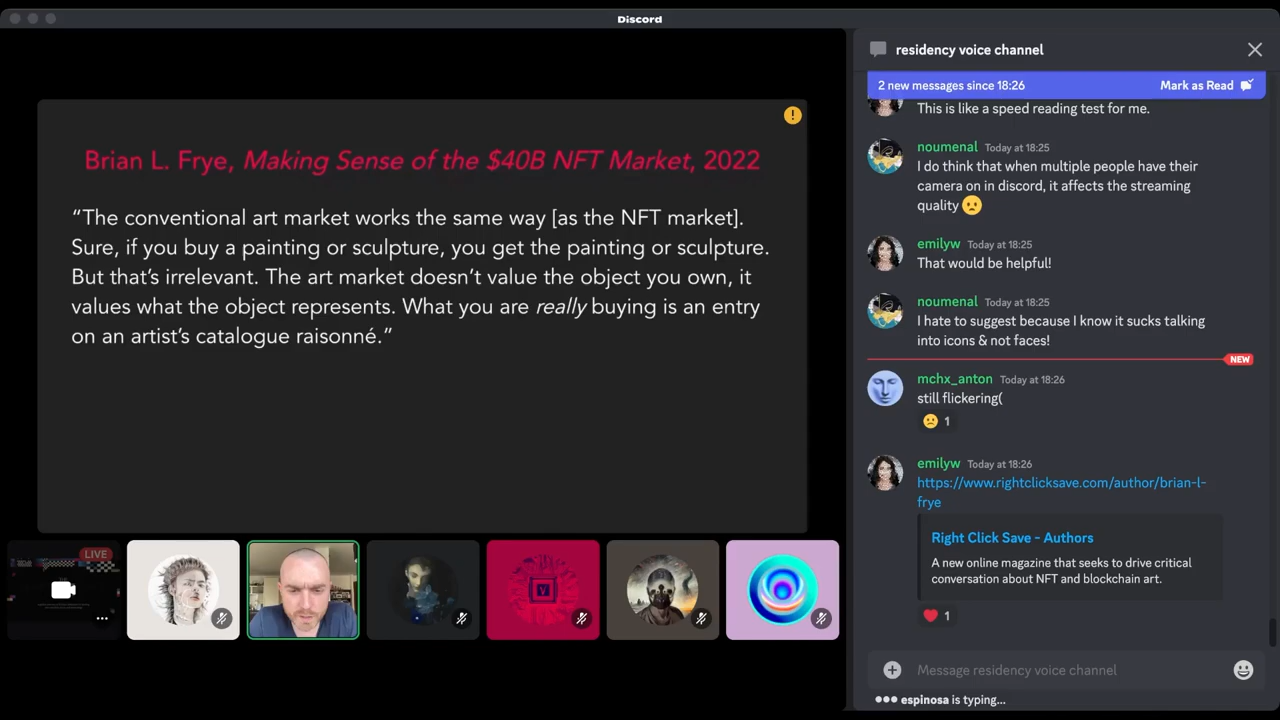 Discord
Brian L. Frye, Making Sense of the $40B NFT Market, 2022
“The conventional art market works the same way [as the NFT market].
Sure, if you buy a painting or sculpture, you get the painting or sculpture.
But that’s irrelevant. The art market doesn’t value the object you own, it
values what the object represents. What you are really buying is an entry
on an artist’s catalogue raisonné.”
LIVE
residency voice channel
2 new messages since 18:26 Mark as Read
This is like a speed reading test for me.
noumenal Today at 18:25
I do think that when multiple people have their
camera on in discord, it affects the streaming
quality 🙁
emilyw Today at 18:25
That would be helpful!
noumenal Today at 18:25
I hate to suggest because I know it sucks talking
into icons & not faces!
NEW
mchx_anton Today at 18:26
still flickering(
🙁 1
emilyw Today at 18:26
https://www.rightclicksave.com/author/brian-l-
frye
Right Click Save - Authors
A new online magazine that seeks to drive critical
conversation about NFT and blockchain art.
❤️ 1
Message residency voice channel
espinosa is typing...